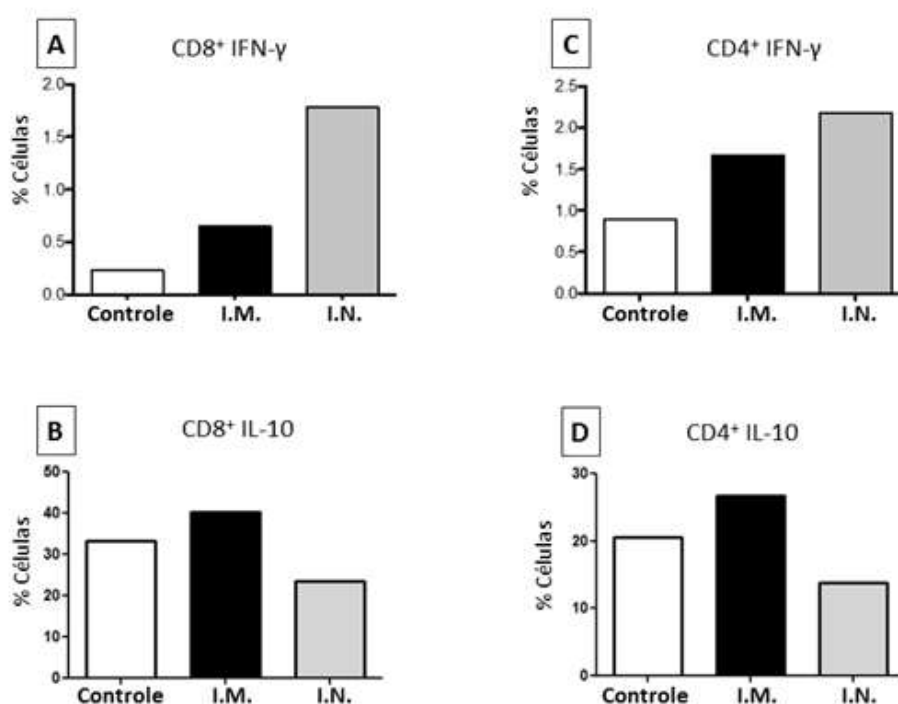 A
CD8⁺ IFN-γ
% Células
2.0
1.5
1.0
0.5
0.0
Controle I.M. I.N.
C
CD4⁺ IFN-γ
% Células
2.5
2.0
1.5
1.0
0.5
0.0
Controle I.M. I.N.
B
CD8⁺ IL-10
% Células
50
40
30
20
10
0
Controle I.M. I.N.
D
CD4⁺ IL-10
% Células
30
20
10
0
Controle I.M. I.N.